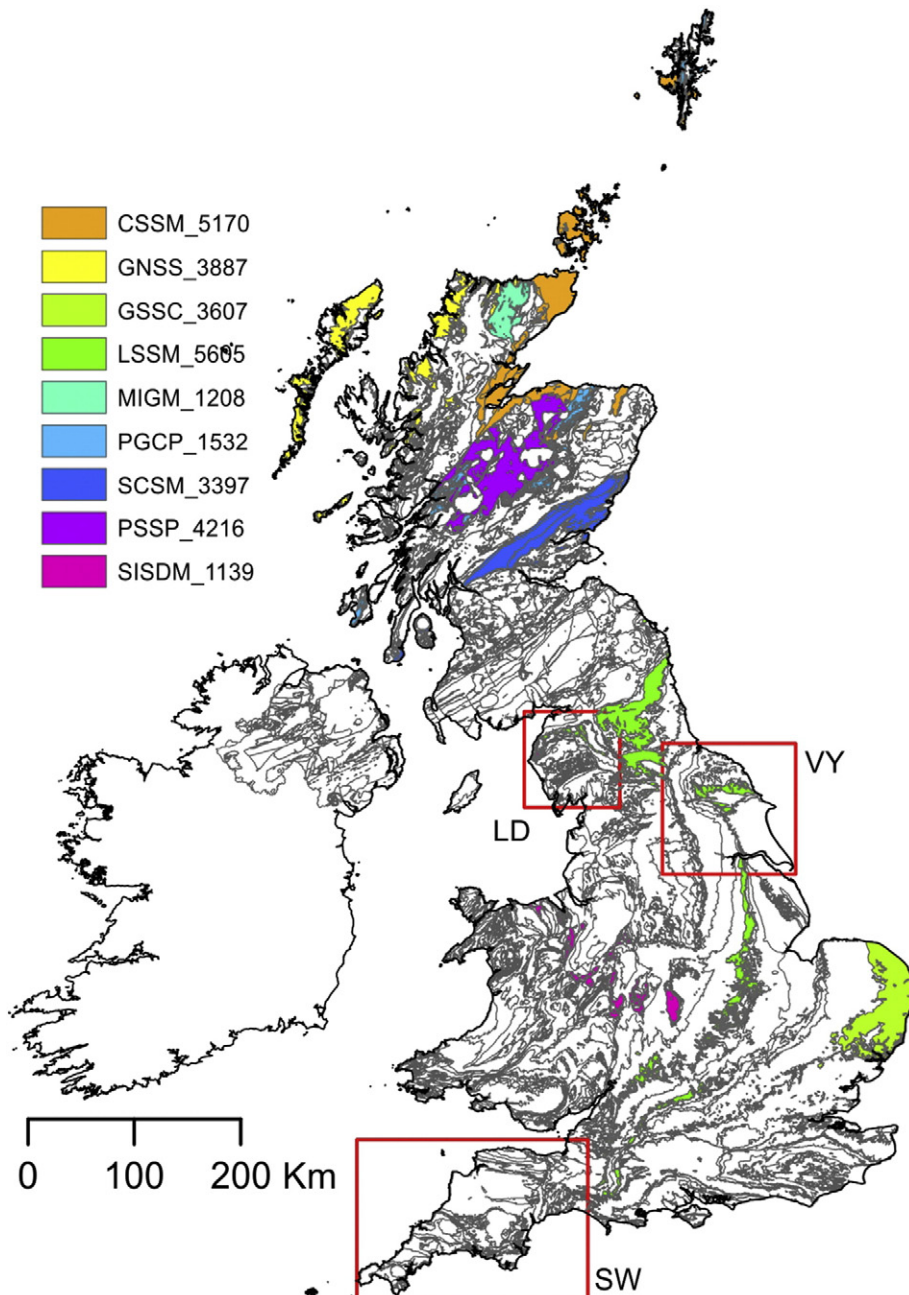 CSSM_5170
GNSS_3887
GSSC_3607
LSSM_5605
MIGM_1208
PGCP_1532
SCSM_3397
PSSP_4216
SISDM_1139
VY
LD
0 100 200 Km
SW